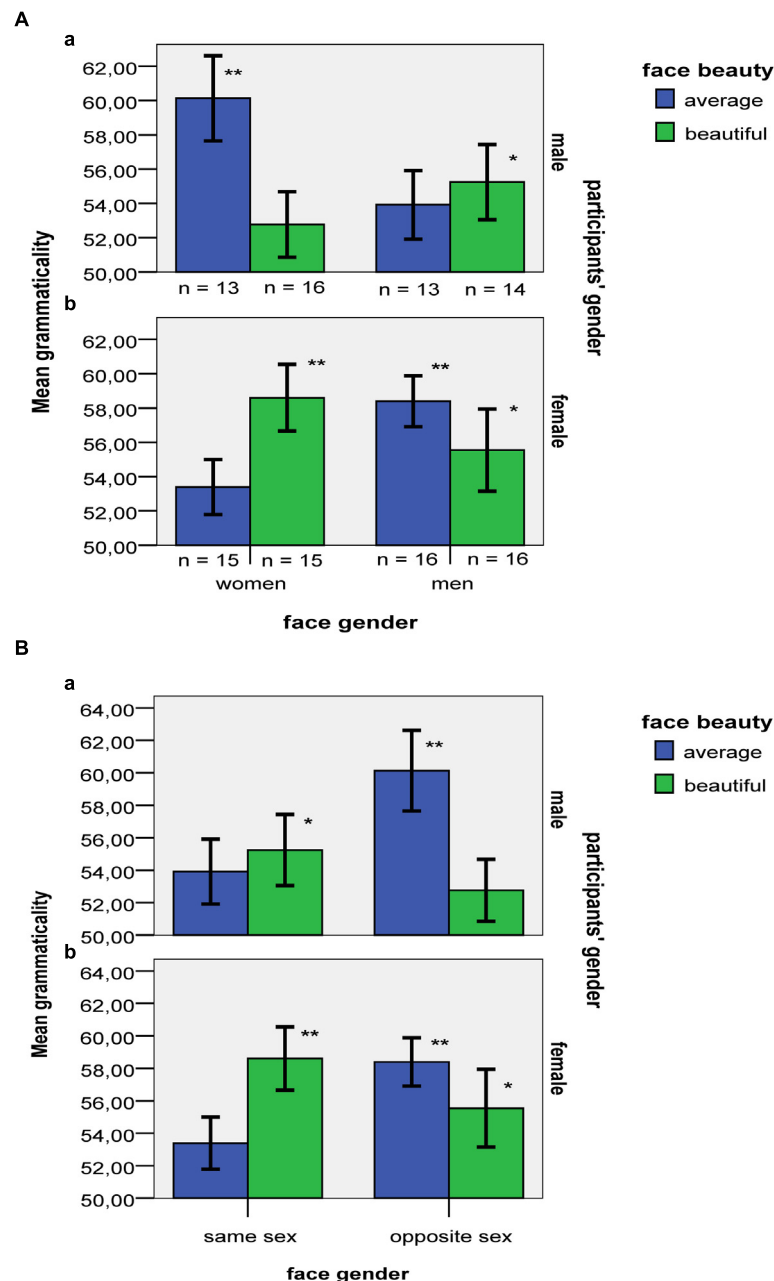 A
a
face beauty
average
beautiful
62,00
60,00
58,00
56,00
54,00
52,00
50,00
**
*
male
n = 13 n = 16 n = 13 n = 14
b
62,00
60,00
58,00
56,00
54,00
52,00
50,00
**
**
*
female
n = 15 n = 15 n = 16 n = 16
women men
face gender
Mean grammaticality
participants' gender
B
a
face beauty
average
beautiful
64,00
62,00
60,00
58,00
56,00
54,00
52,00
50,00
*
**
male
b
64,00
62,00
60,00
58,00
56,00
54,00
52,00
50,00
**
**
*
female
same sex opposite sex
face gender
Mean grammaticality
participants' gender